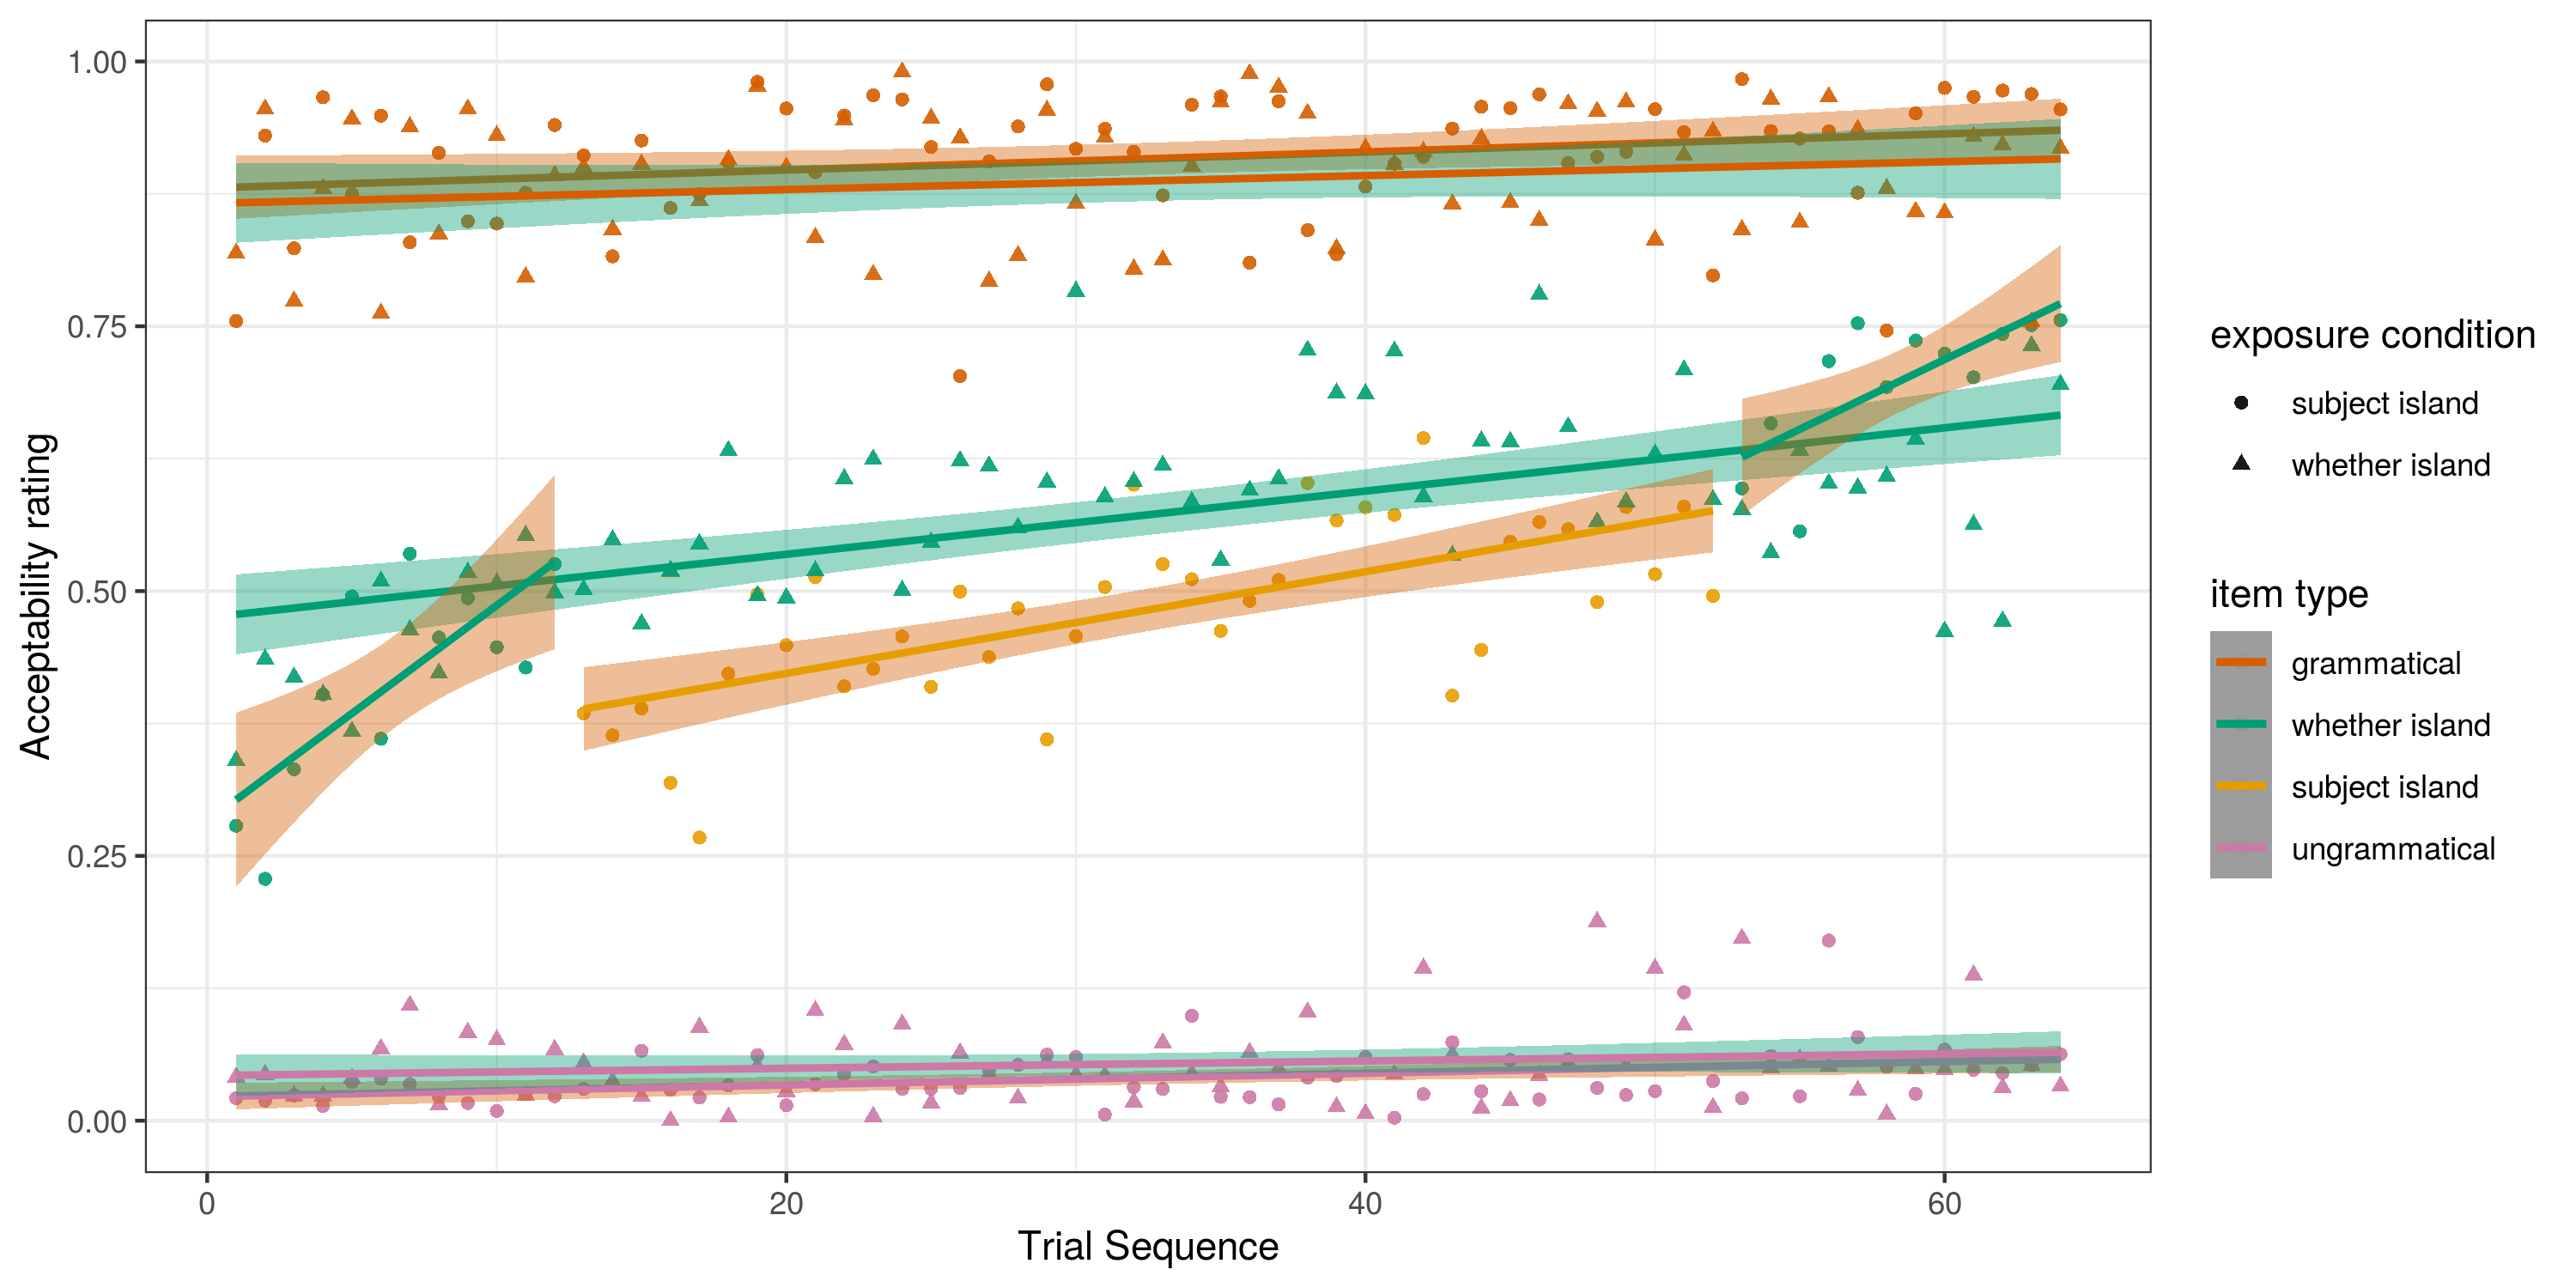 1.00
0.75
0.50
0.25
0.00
Acceptability rating
0
20
40
60
Trial Sequence
exposure condition
subject island
whether island
item type
grammatical
whether island
subject island
ungrammatical